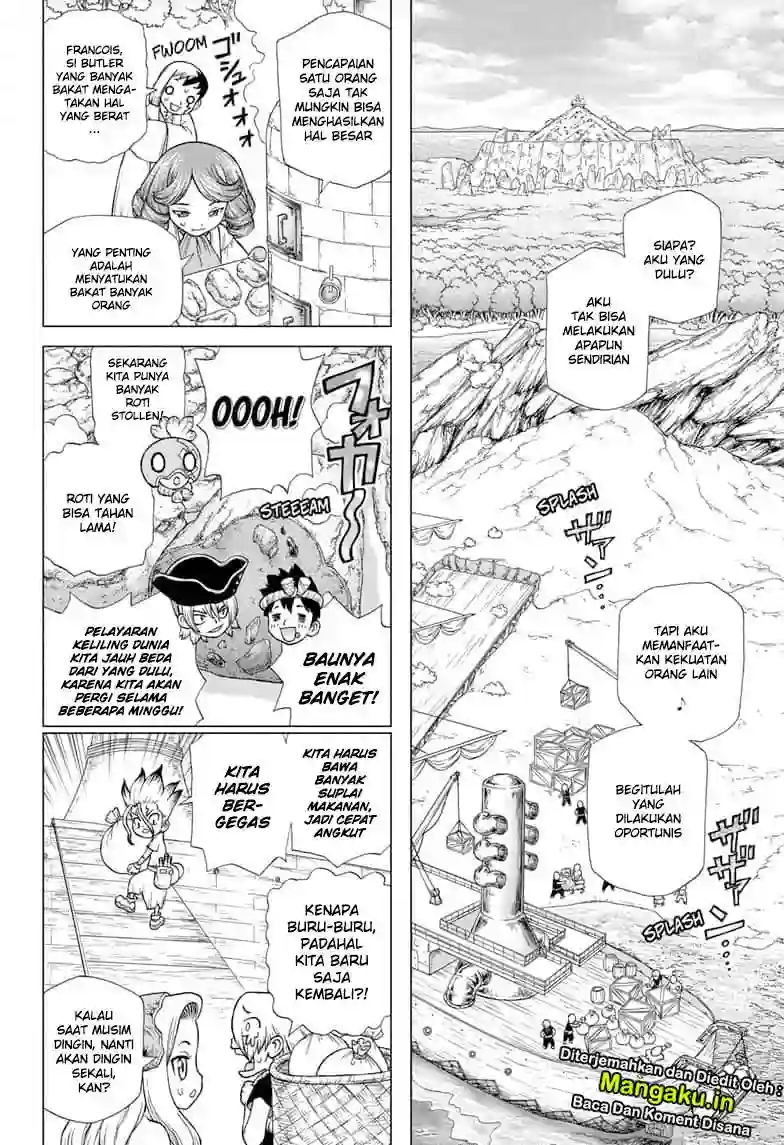 SIAPA?
AKU YANG
DULU?
AKU
TAK BISA
MELAKUKAN
APAPUN
SENDIRIAN
SPLASH
ザァン
TAPI AKU
MEMANFAAT-
KAN KEKUATAN
ORANG LAIN
♪
BEGITULAH
YANG
DILAKUKAN
OPORTUNIS
ザザァ…
SPLASH
Diterjemahkan dan Diedit Oleh:
Mangaku.in
Baca Dan Koment Disana
PENCAPAIAN
SATU ORANG
SAJA TAK
MUNGKIN BISA
MENGHASILKAN
HAL BESAR
FWOOM
ゴシュオォォ
FRANCOIS,
SI BUTLER
YANG BANYAK
BAKAT MENGA-
TAKAN HAL
YANG BERAT
...
YANG PENTING
ADALAH
MENYATUKAN
BAKAT BANYAK
ORANG
SEKARANG
KITA PUNYA
BANYAK
ROTI
STOLLEN!
OOOH!
フォカ〜
ROTI YANG
BISA TAHAN
LAMA!
STEEEAM
BAUNYA
ENAK
BANGET!
PELAYARAN
KELILING DUNIA
KITA JAUH BEDA
DARI YANG DULU,
KARENA KITA AKAN
PERGI SELAMA
BEBERAPA MINGGU!
KITA HARUS
BAWA
BANYAK
SUPLAI
MAKANAN,
JADI CEPAT
ANGKUT
KITA
HARUS
BER-
GEGAS
KENAPA
BURU-BURU,
PADAHAL
KITA BARU
SAJA
KEMBALI?!
KALAU
SAAT MUSIM
DINGIN, NANTI
AKAN DINGIN
SEKALI,
KAN?